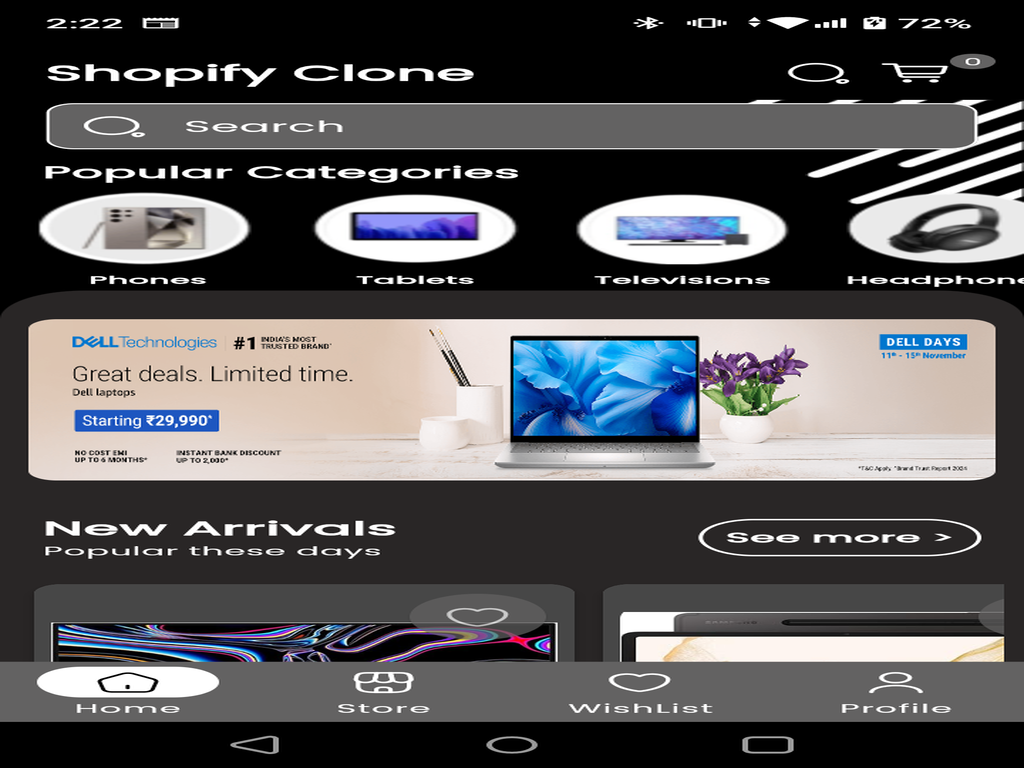 2:22 72%
Shopify Clone 0
Search
Popular Categories
Phones Tablets Televisions Headphone
DELLTechnologies #1 INDIA'S MOST TRUSTED BRAND*
DELL DAYS
11th - 15th November
Great deals. Limited time.
Dell laptops
Starting ₹29,990*
NO COST EMI
UP TO 6 MONTHS*
INSTANT BANK DISCOUNT
UP TO 2,000*
*T&C Apply. *Brand Trust Report
New Arrivals
Popular these days
See more >
SAMSUNG
Home Store WishList Profile